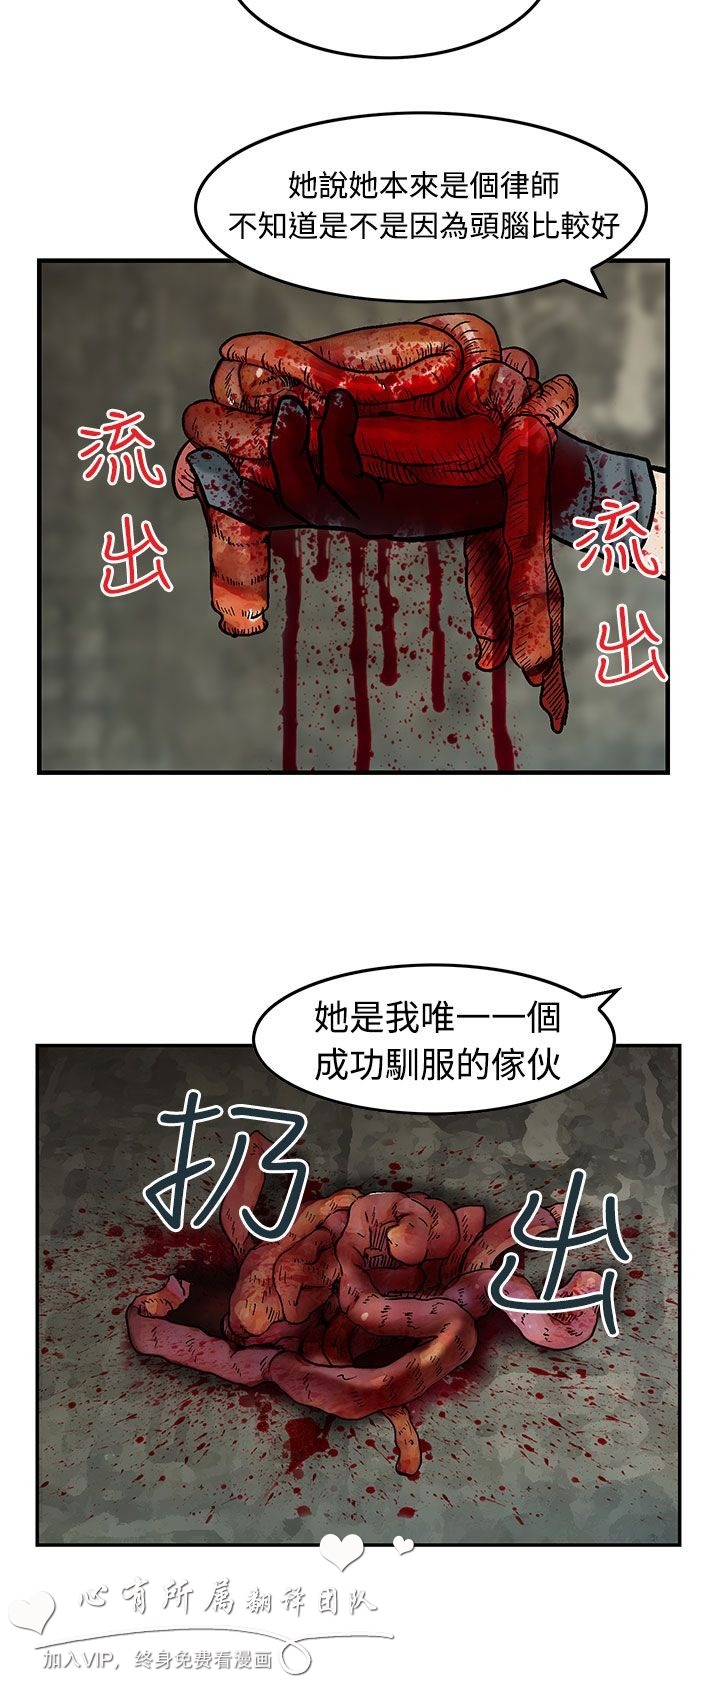 她說她本來是個律師
不知道是不是因為頭腦比較好
流
出
流
出
她是我唯一一個
成功馴服的傢伙
扔
出
心有所属翻译团队
加入VIP，终身免费看漫画